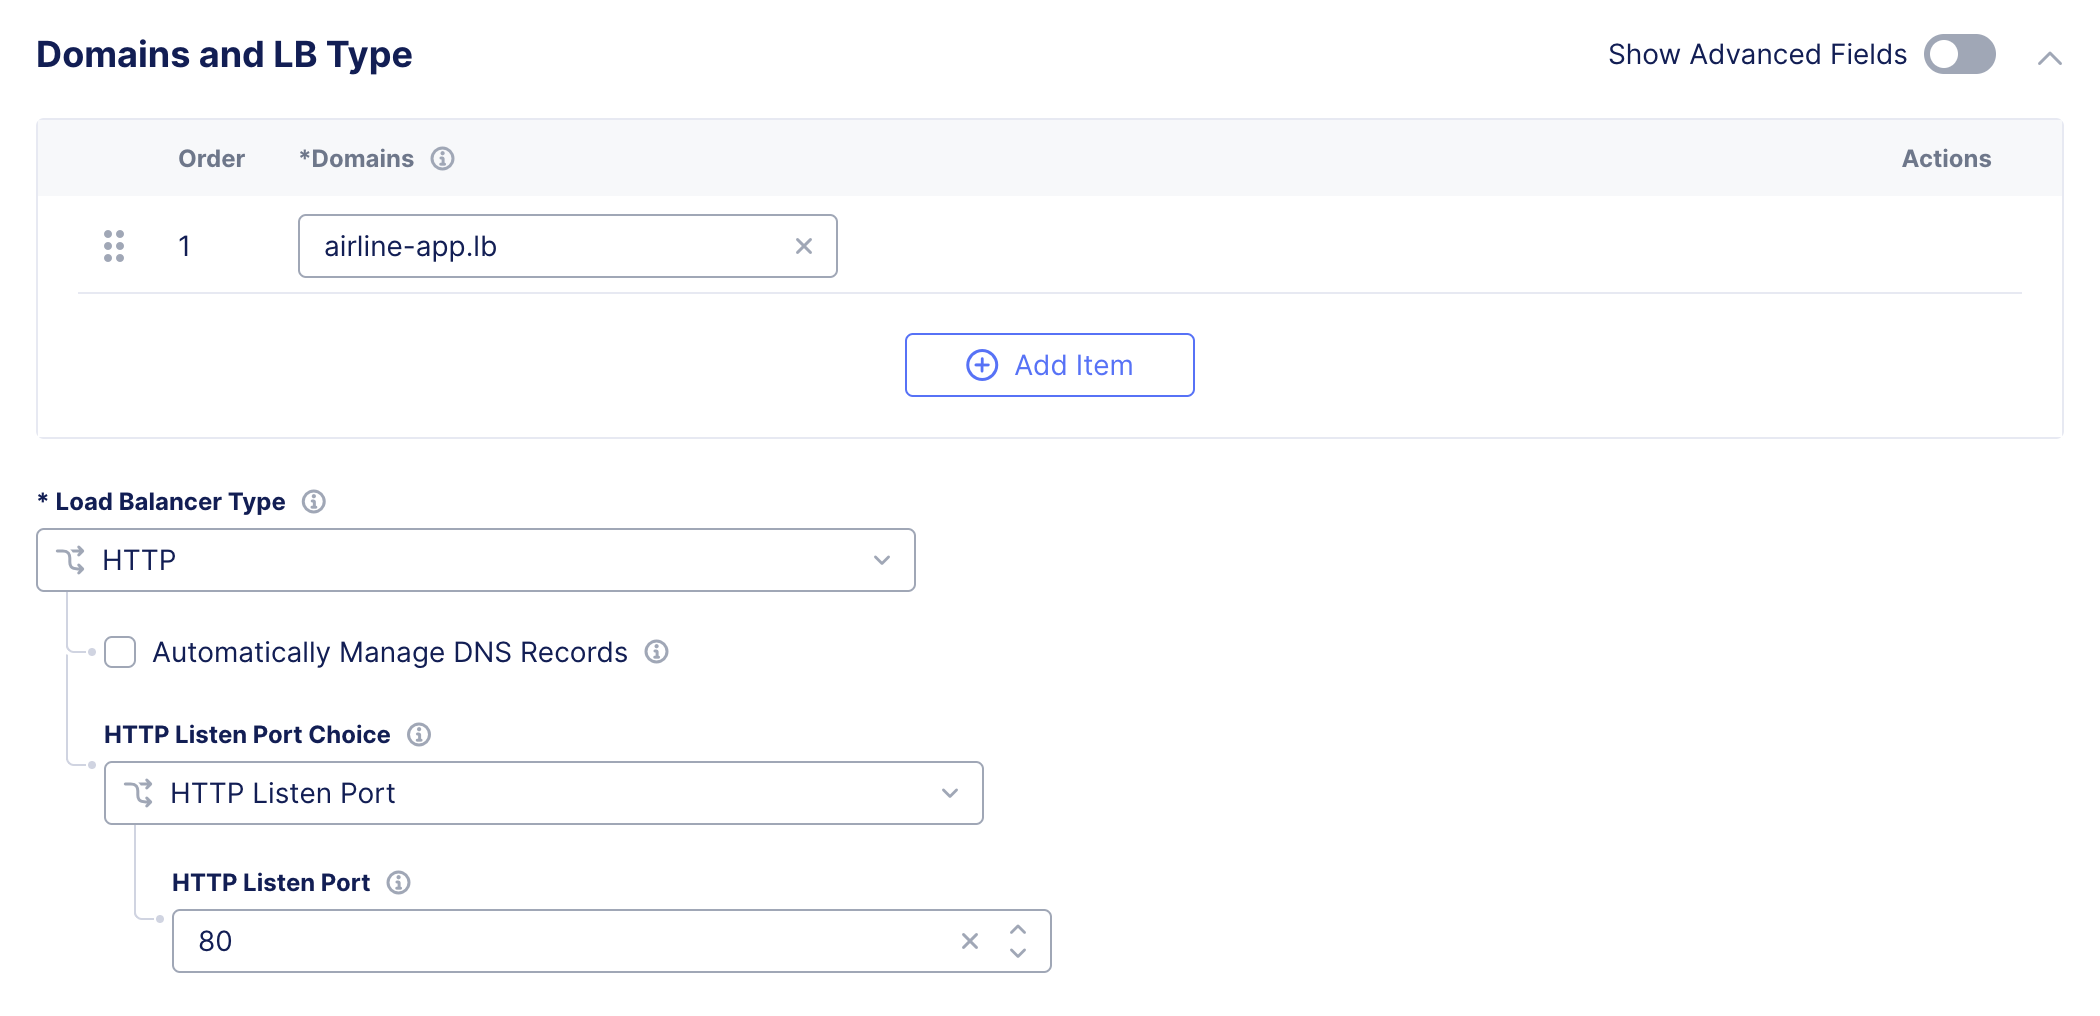 Domains and LB Type
Show Advanced Fields
Order *Domains Actions
1 airline-app.lb
Add Item
* Load Balancer Type
HTTP
Automatically Manage DNS Records
HTTP Listen Port Choice
HTTP Listen Port
HTTP Listen Port
80